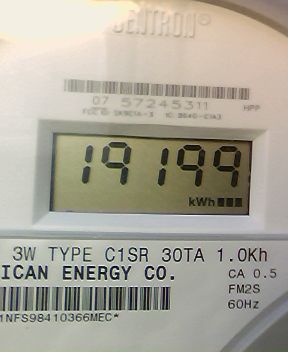 CENTRON®
07 57245311
HPP
19199
kWh
3W TYPE C1SR 30TA 1.0Kh
ICAN ENERGY CO.
CA 0.5
FM2S
60Hz
1NFS98410366MEC*